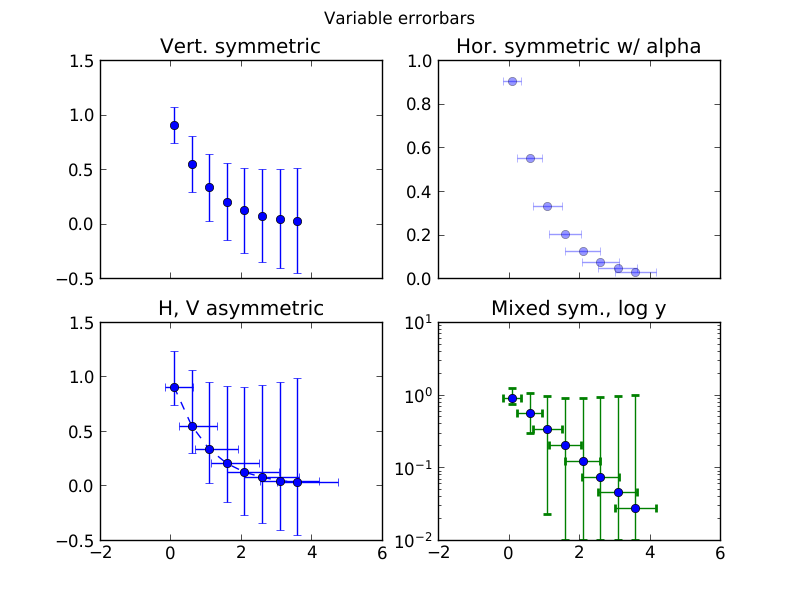 Variable errorbars
Vert. symmetric
1.5
1.0
0.5
0.0
−0.5
Hor. symmetric w/ alpha
1.0
0.8
0.6
0.4
0.2
0.0
H, V asymmetric
1.5
1.0
0.5
0.0
−0.5
−2 0 2 4 6
Mixed sym., log y
10^1
10^0
10^−1
10^−2
−2 0 2 4 6